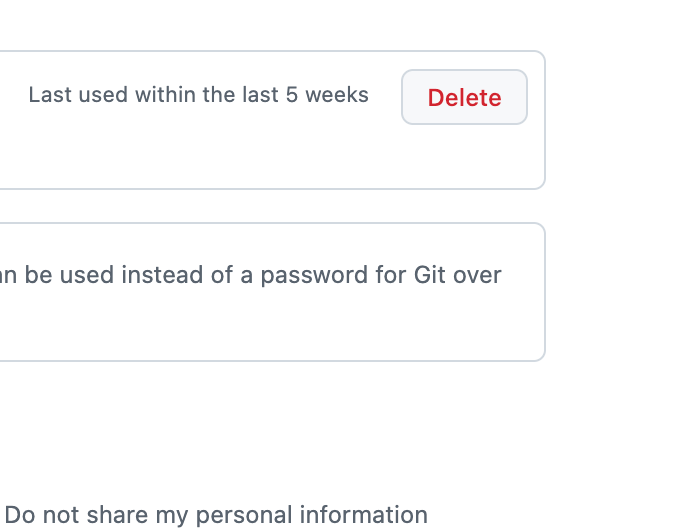 Last used within the last 5 weeks
Delete
be used instead of a password for Git over
Do not share my personal information